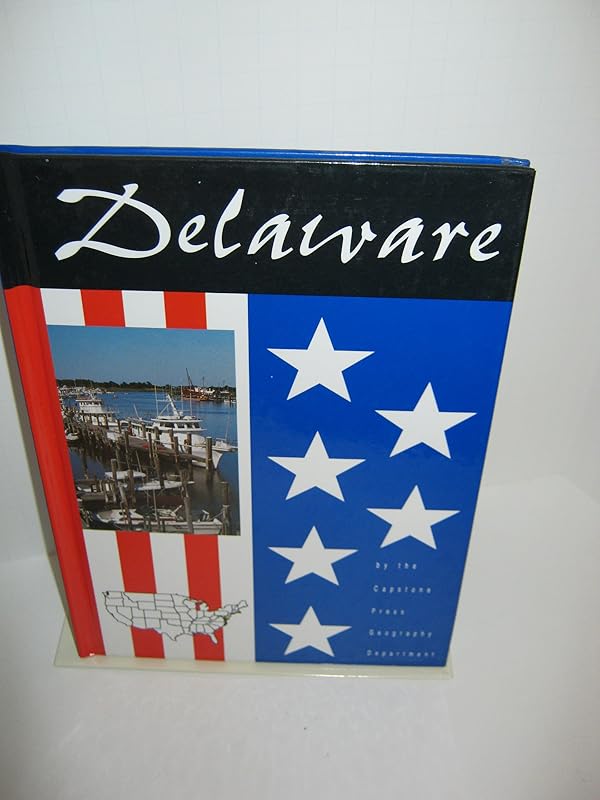 Delaware
by the
Capstone
Press
Geography
Department